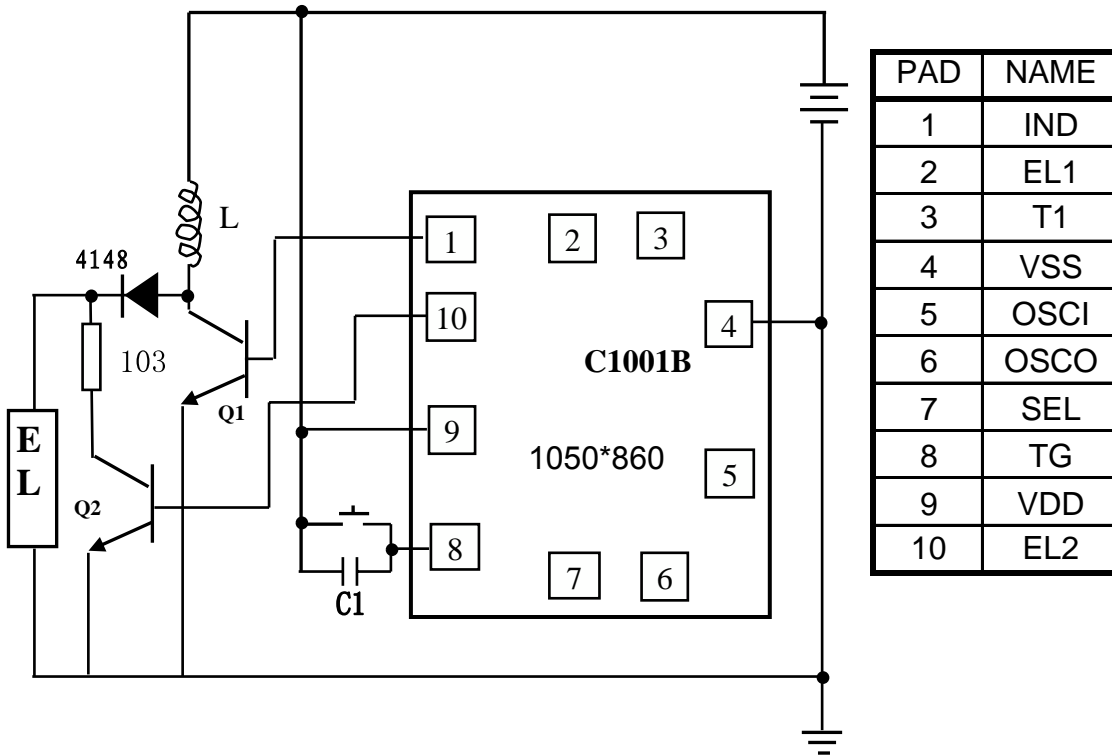 L
4148
103
Q1
E
L
Q2
C1
1
2
3
10
4
C1001B
9
1050*860
5
8
7
6
PAD NAME
1 IND
2 EL1
3 T1
4 VSS
5 OSCI
6 OSCO
7 SEL
8 TG
9 VDD
10 EL2